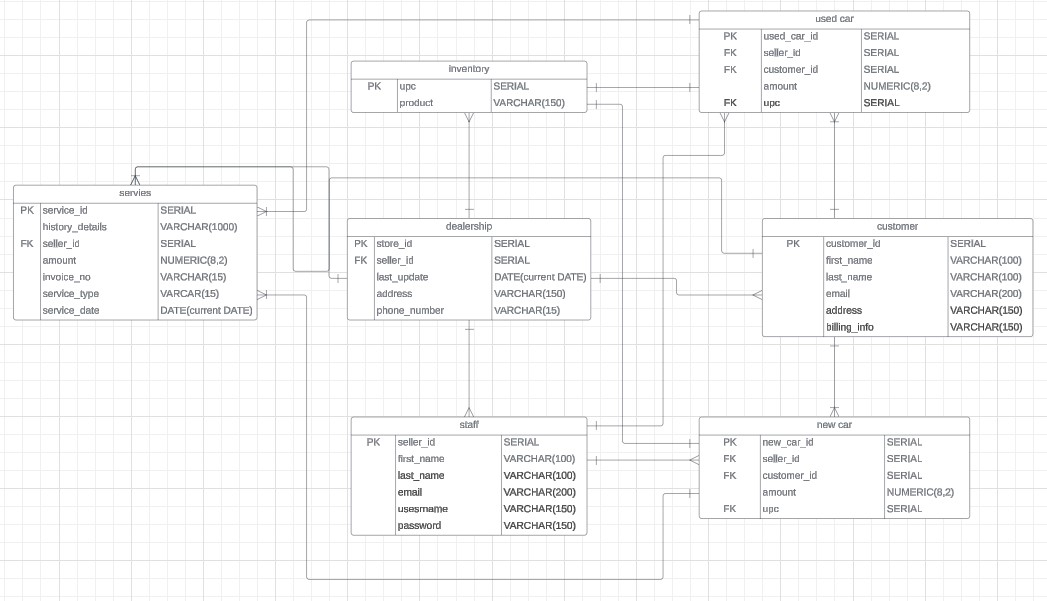 used car
PK used_car_id SERIAL
FK seller_id SERIAL
FK customer_id SERIAL
amount NUMERIC(8,2)
FK upc SERIAL
inventory
PK upc SERIAL
product VARCHAR(150)
servies
PK service_id SERIAL
history_details VARCHAR(1000)
FK seller_id SERIAL
amount NUMERIC(8,2)
invoice_no VARCHAR(15)
service_type VARCAR(15)
service_date DATE(current DATE)
dealership
PK store_id SERIAL
FK seller_id SERIAL
last_update DATE(current DATE)
address VARCHAR(150)
phone_number VARCHAR(15)
customer
PK customer_id SERIAL
first_name VARCHAR(100)
last_name VARCHAR(100)
email VARCHAR(200)
address VARCHAR(150)
billing_info VARCHAR(150)
staff
PK seller_id SERIAL
first_name VARCHAR(100)
last_name VARCHAR(100)
email VARCHAR(200)
usesrname VARCHAR(150)
password VARCHAR(150)
new car
PK new_car_id SERIAL
FK seller_id SERIAL
FK customer_id SERIAL
amount NUMERIC(8,2)
FK upc SERIAL